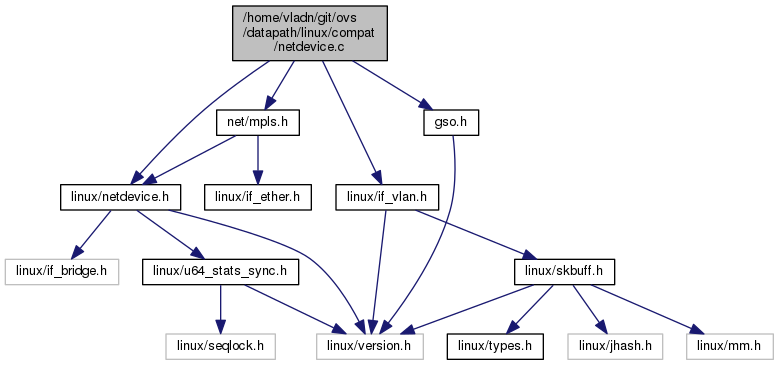 /home/vladn/git/ovs
/datapath/linux/compat
/netdevice.c
net/mpls.h
gso.h
linux/netdevice.h
linux/if_ether.h
linux/if_vlan.h
linux/if_bridge.h
linux/u64_stats_sync.h
linux/skbuff.h
linux/seqlock.h
linux/version.h
linux/types.h
linux/jhash.h
linux/mm.h